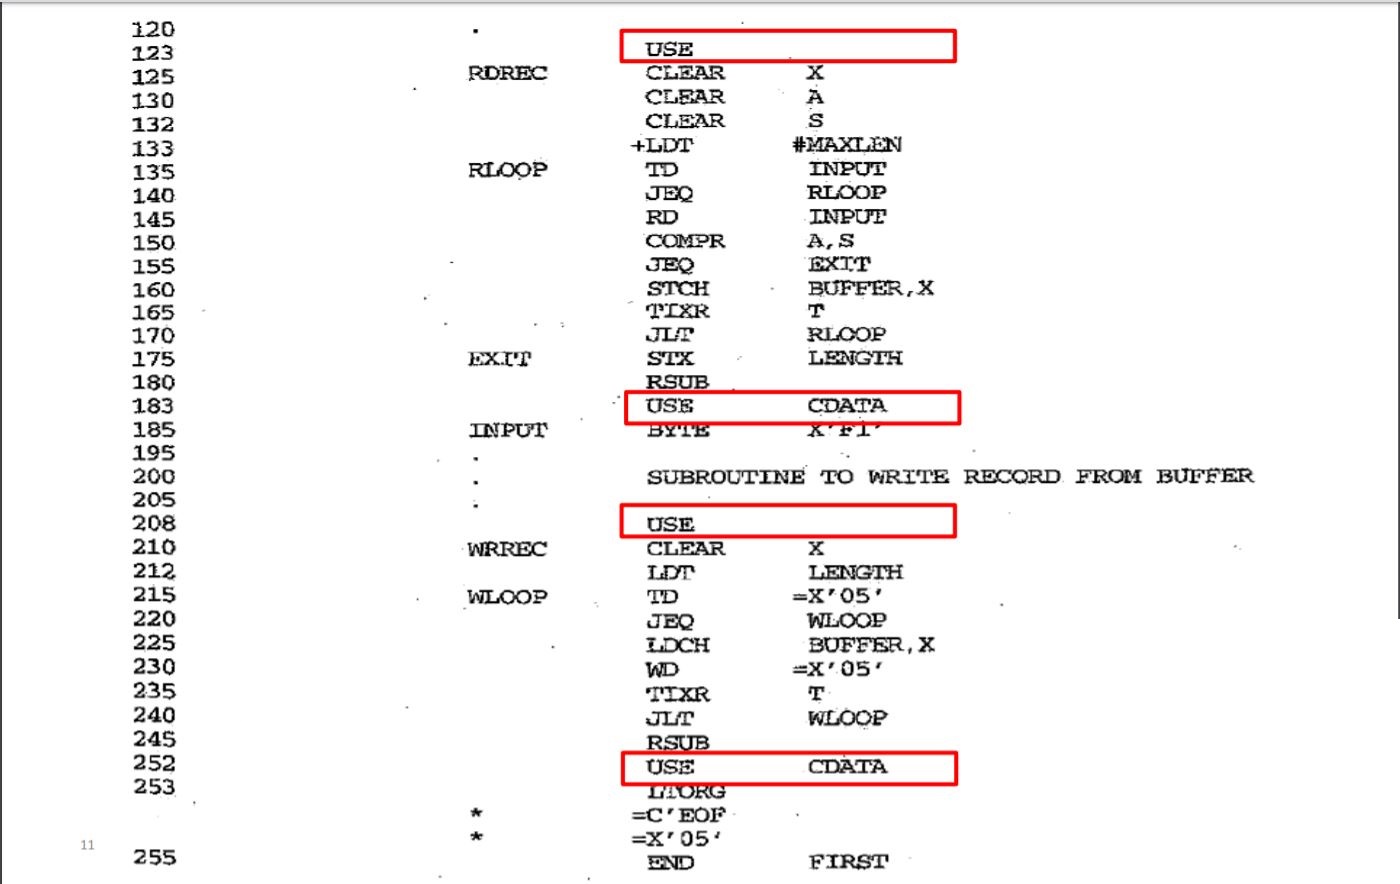 120 .
123 USE
125 RDREC CLEAR X
130 CLEAR A
132 CLEAR S
133 +LDT #MAXLEN
135 RLOOP TD INPUT
140 JEQ RLOOP
145 RD INPUT
150 COMPR A,S
155 JEQ EXIT
160 STCH BUFFER,X
165 TIXR T
170 JLT RLOOP
175 EXIT STX LENGTH
180 RSUB
183 USE CDATA
185 INPUT BYTE X'F1'
195 .
200 . SUBROUTINE TO WRITE RECORD FROM BUFFER
205 .
208 USE
210 WRREC CLEAR X
212 LDT LENGTH
215 WLOOP TD =X'05'
220 JEQ WLOOP
225 LDCH BUFFER,X
230 WD =X'05'
235 TIXR T
240 JLT WLOOP
245 RSUB
252 USE CDATA
253 LTORG
* =C'EOF
* =X'05'
255 END FIRST
11